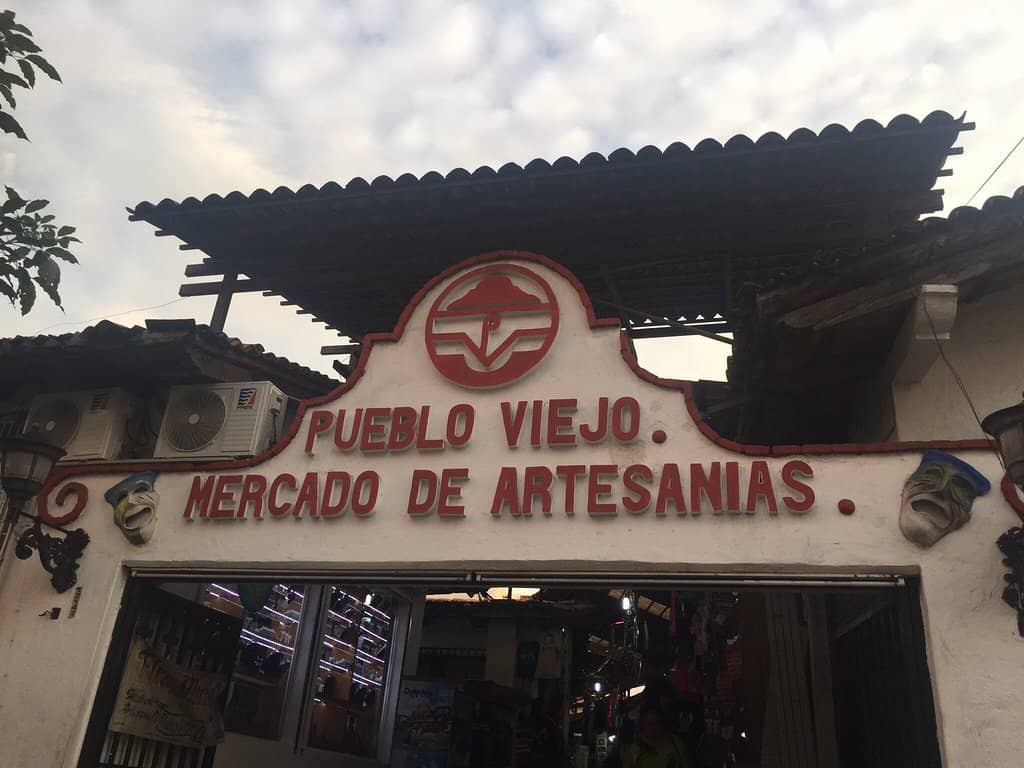 PUEBLO VIEJO.
MERCADO DE ARTESANIAS.